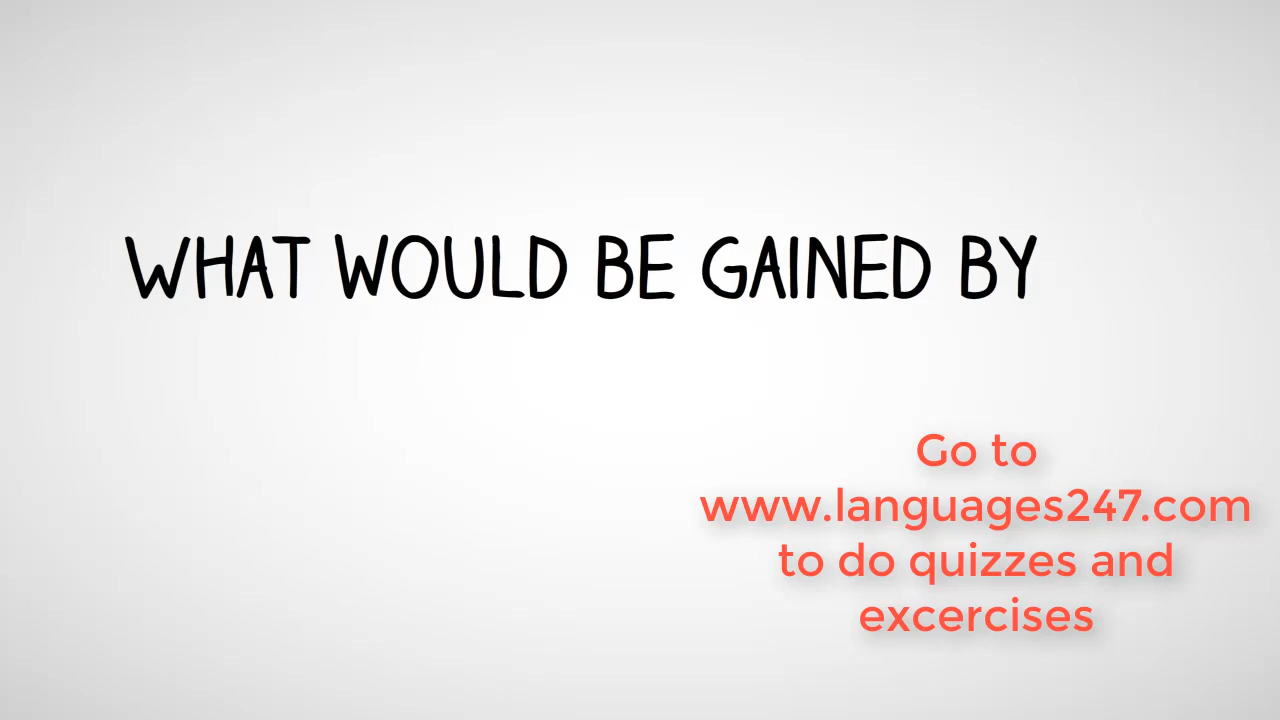 WHAT WOULD BE GAINED BY
Go to
www.languages247.com
to do quizzes and
excercises